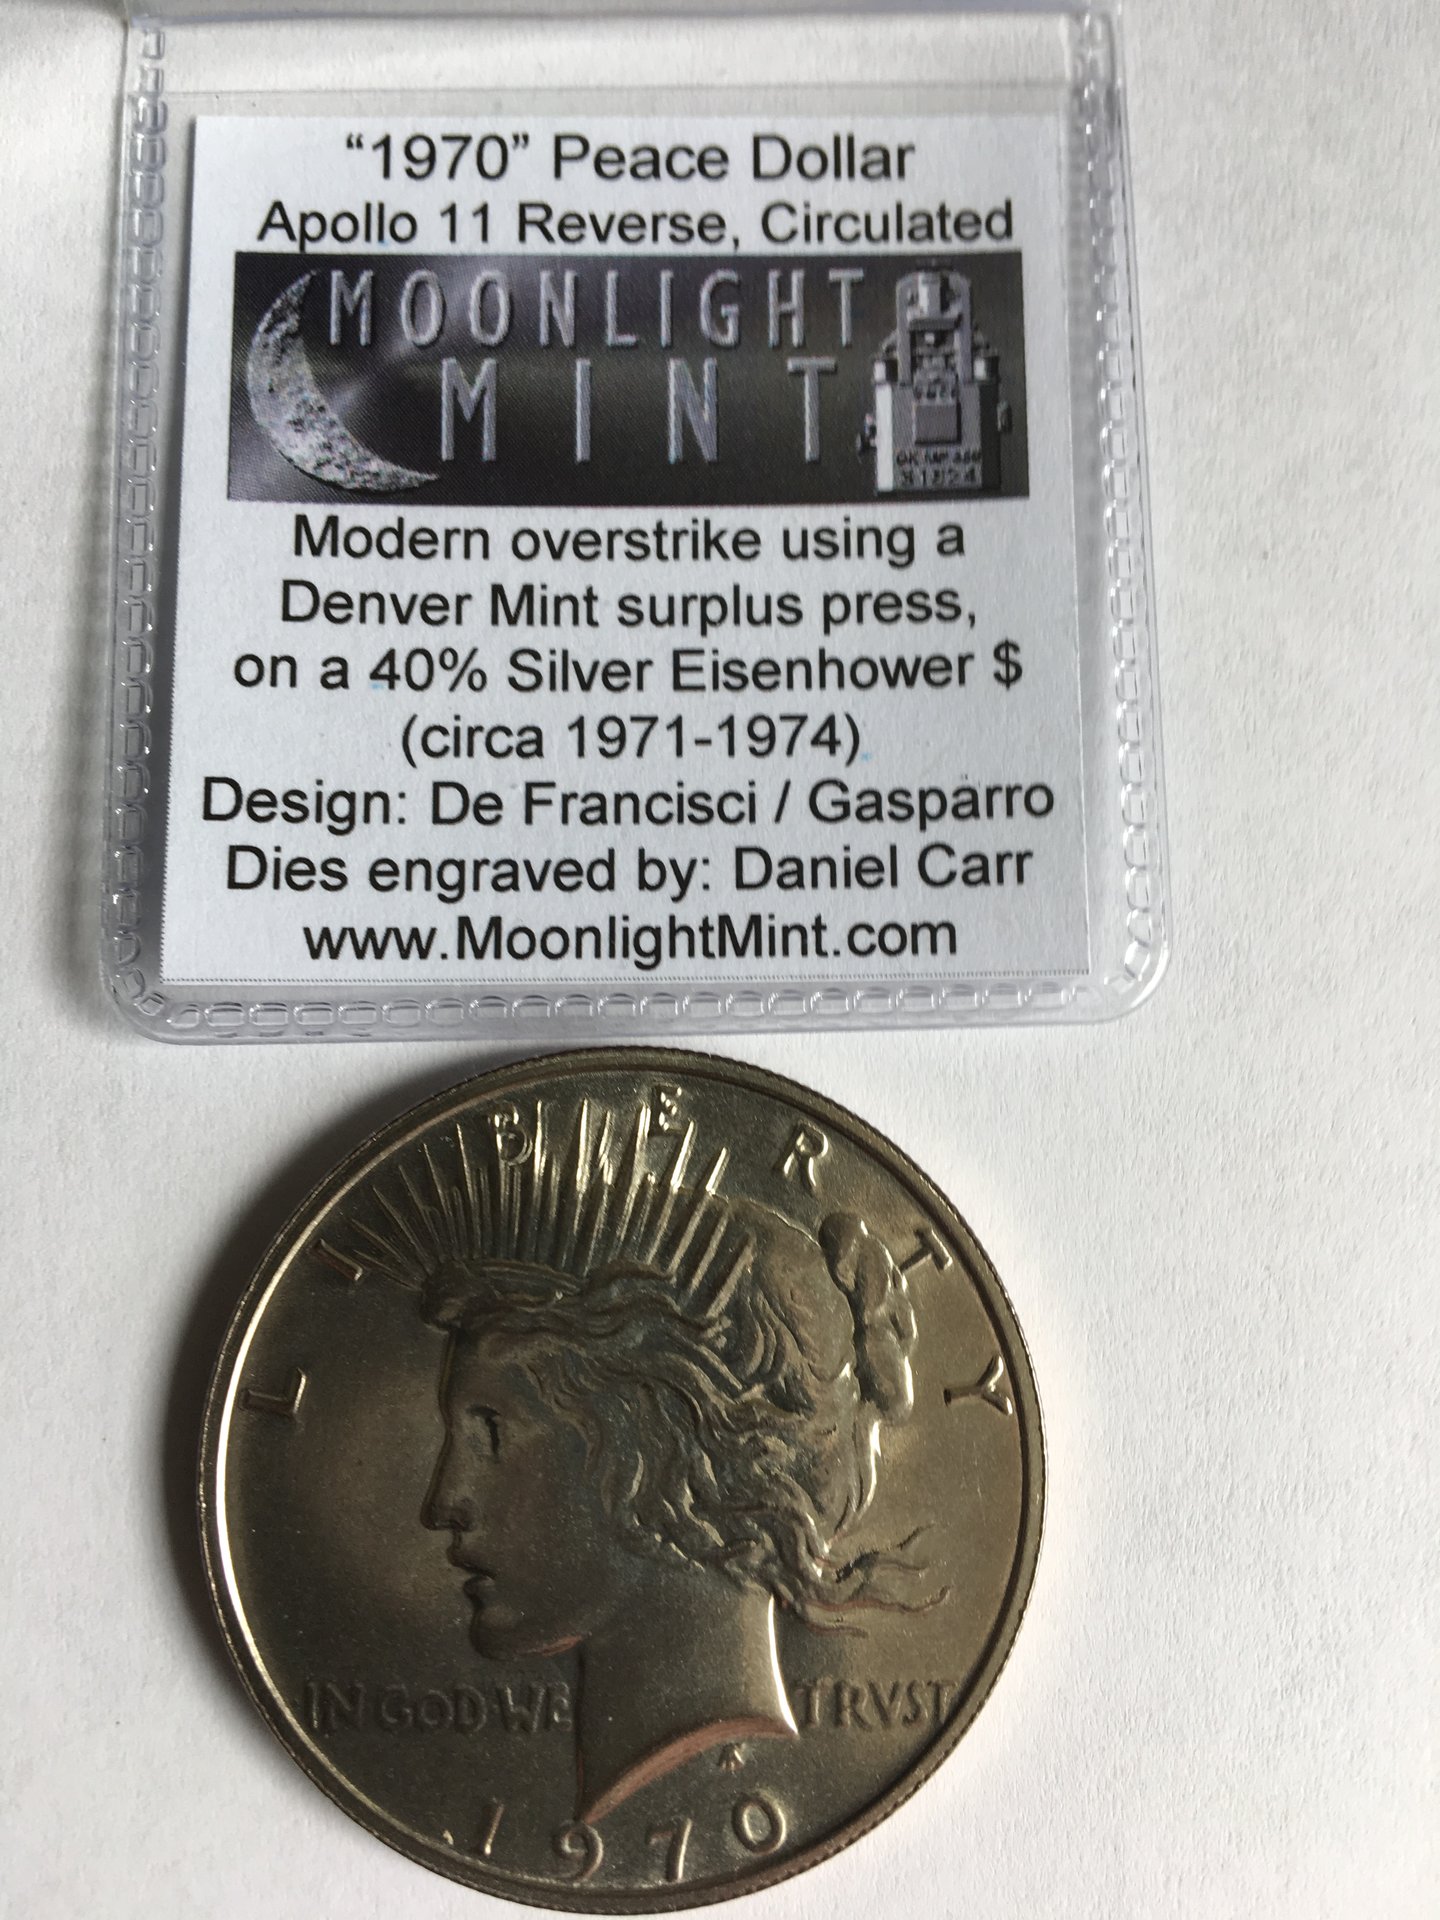 “1970” Peace Dollar
Apollo 11 Reverse, Circulated
MOONLIGHT
MINT
Modern overstrike using a
Denver Mint surplus press,
on a 40% Silver Eisenhower $
(circa 1971-1974)
Design: De Francisci / Gasparro
Dies engraved by: Daniel Carr
www.MoonlightMint.com
LIBERTY
IN GOD WE TRVST
1970